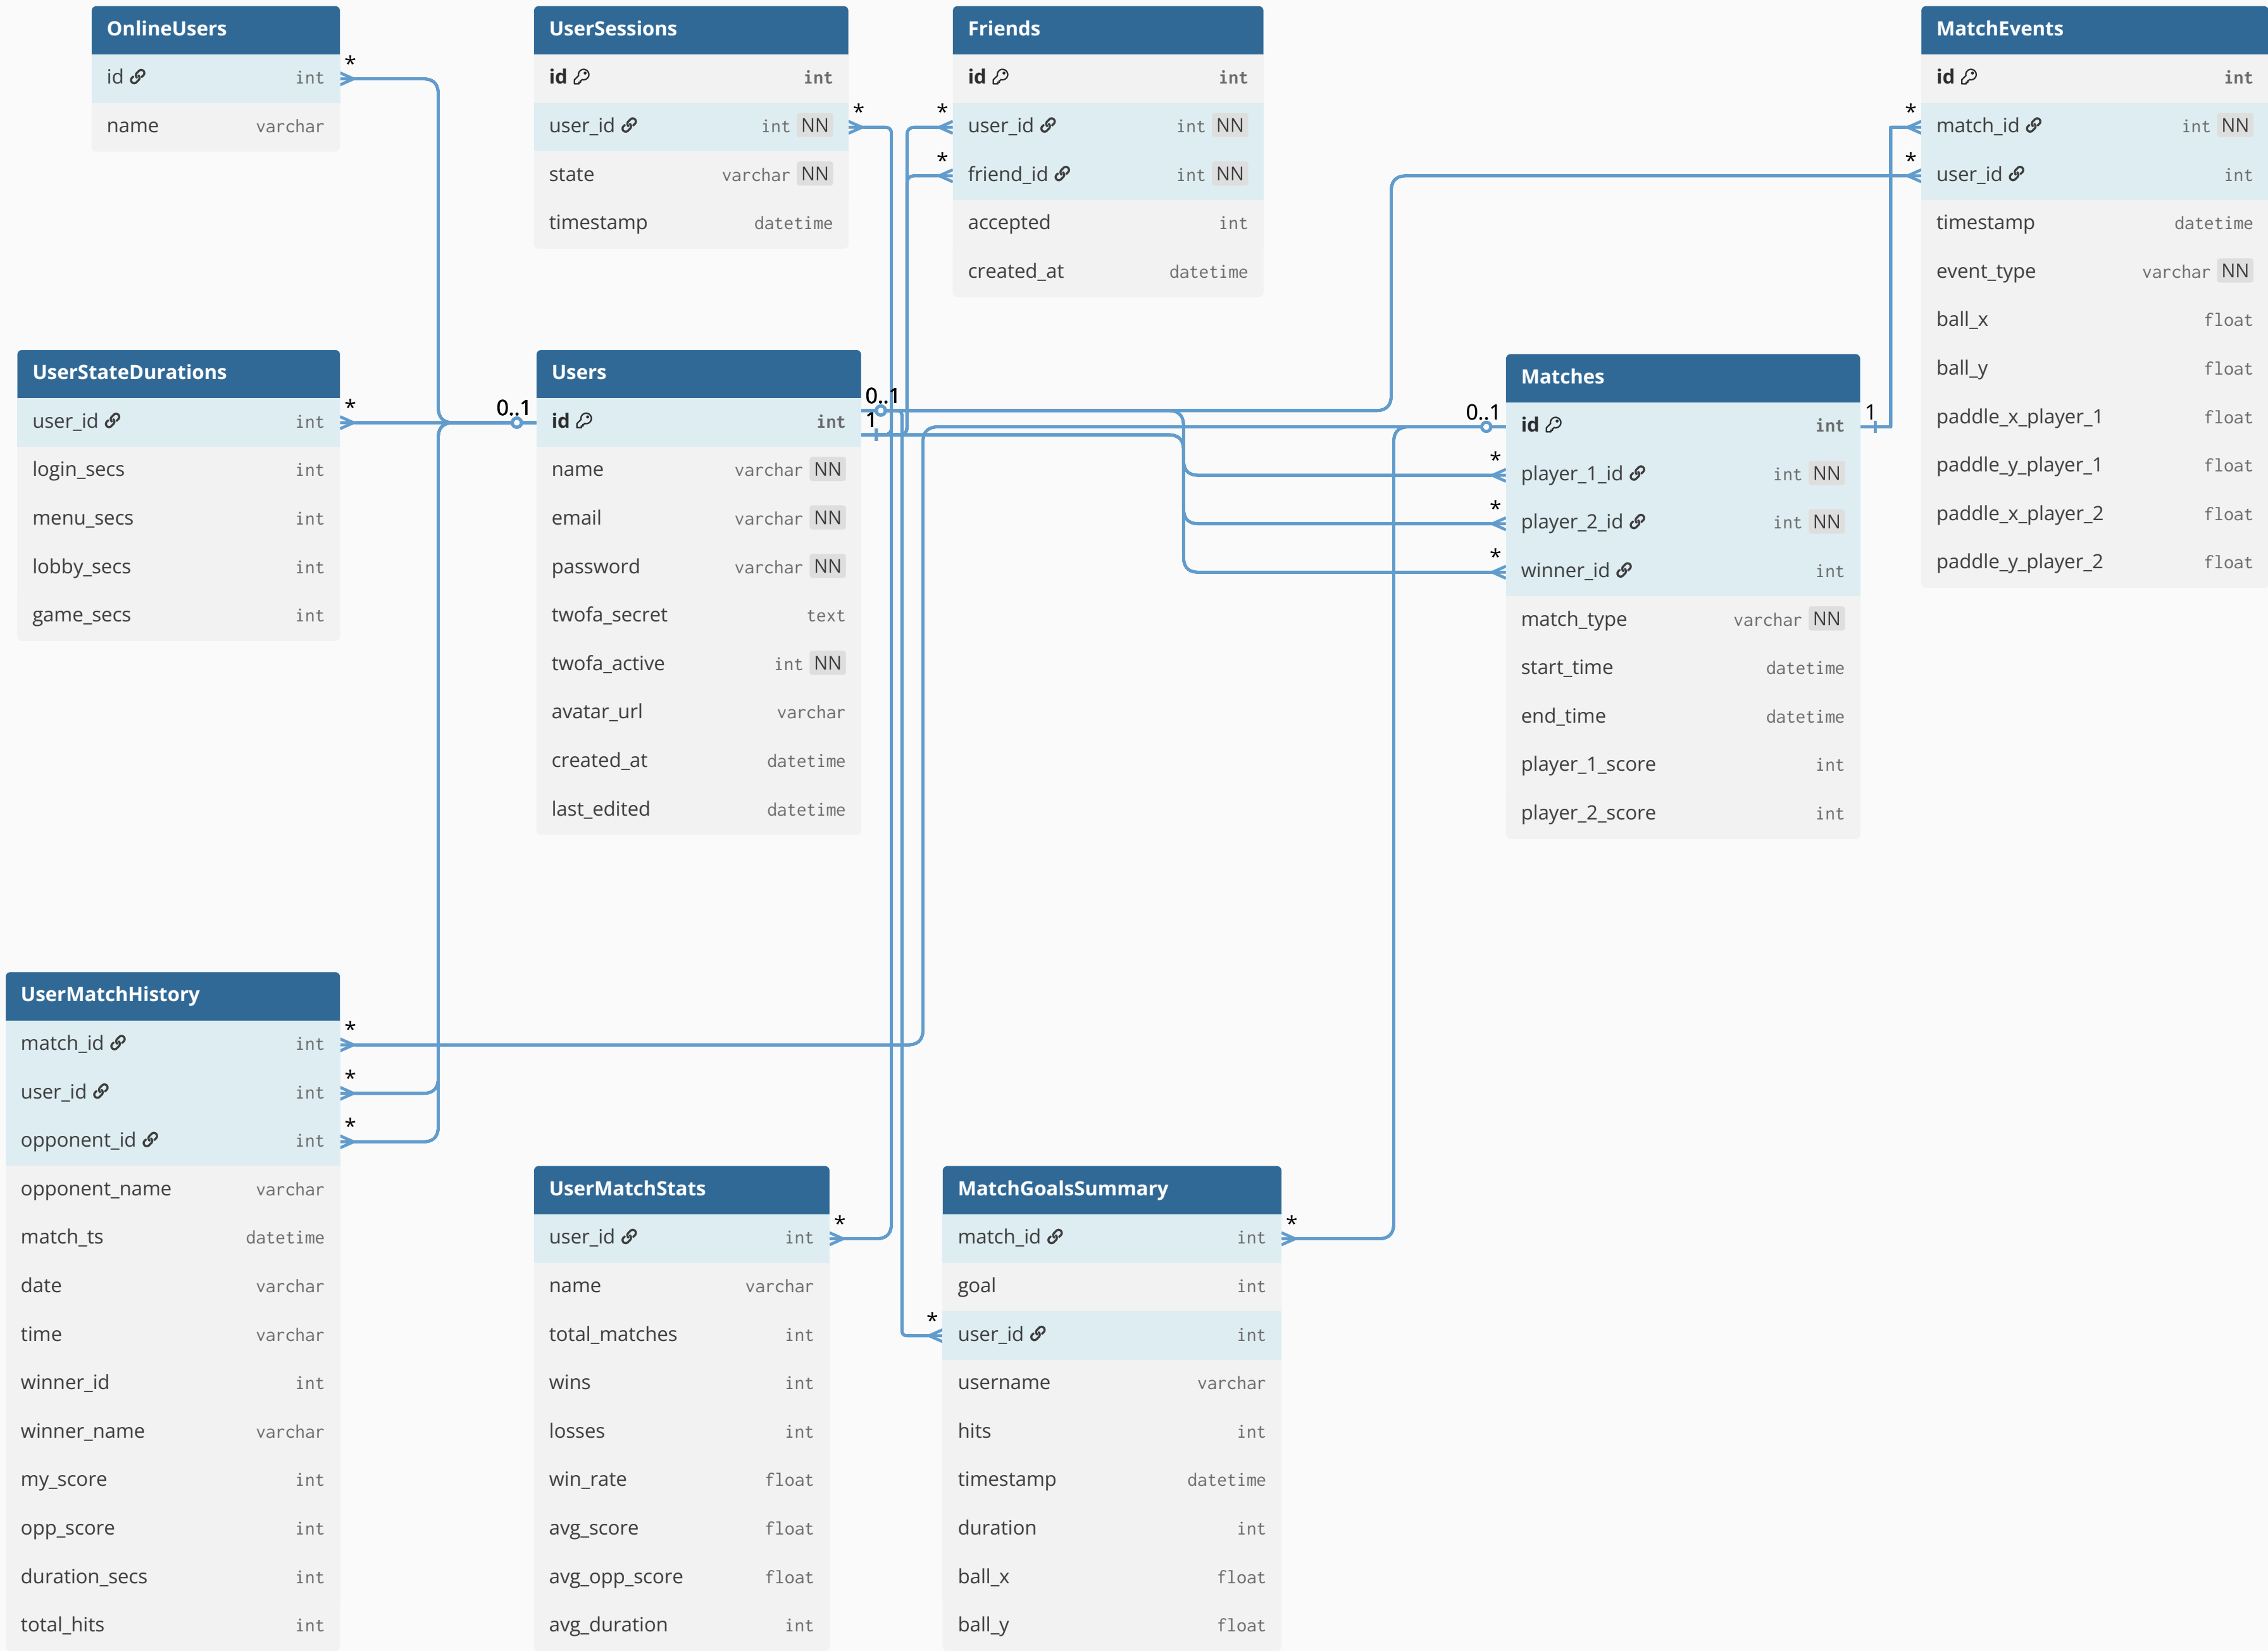 OnlineUsers
id int
name varchar
*
UserSessions
id int
user_id int NN
state varchar NN
timestamp datetime
*
Friends
id int
user_id int NN
friend_id int NN
accepted int
created_at datetime
*
*
MatchEvents
id int
match_id int NN
user_id int
timestamp datetime
event_type varchar NN
ball_x float
ball_y float
paddle_x_player_1 float
paddle_y_player_1 float
paddle_x_player_2 float
paddle_y_player_2 float
*
*
UserStateDurations
user_id int
login_secs int
menu_secs int
lobby_secs int
game_secs int
*
0..1
Users
id int
name varchar NN
email varchar NN
password varchar NN
twofa_secret text
twofa_active int NN
avatar_url varchar
created_at datetime
last_edited datetime
0..1
1
0..1
*
*
*
Matches
id int
player_1_id int NN
player_2_id int NN
winner_id int
match_type varchar NN
start_time datetime
end_time datetime
player_1_score int
player_2_score int
1
UserMatchHistory
match_id int
user_id int
opponent_id int
opponent_name varchar
match_ts datetime
date varchar
time varchar
winner_id int
winner_name varchar
my_score int
opp_score int
duration_secs int
total_hits int
*
*
*
UserMatchStats
user_id int
name varchar
total_matches int
wins int
losses int
win_rate float
avg_score float
avg_opp_score float
avg_duration int
*
MatchGoalsSummary
match_id int
goal int
user_id int
username varchar
hits int
timestamp datetime
duration int
ball_x float
ball_y float
*
*